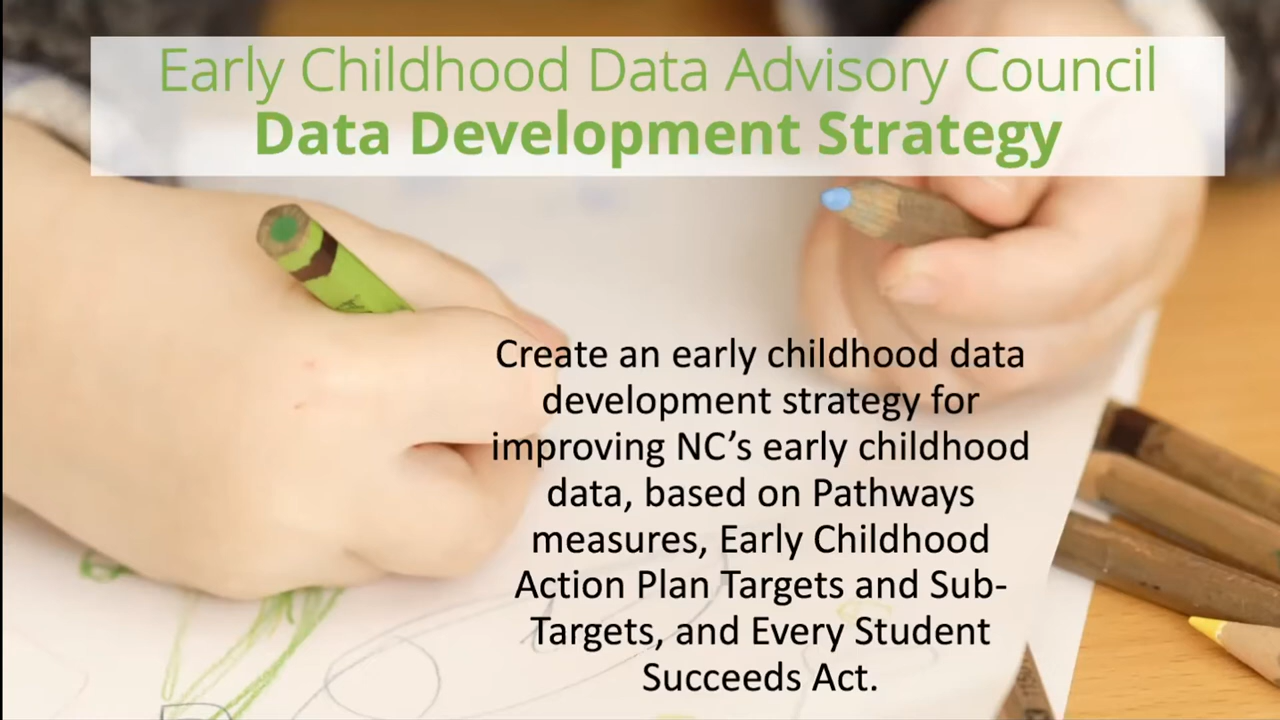 Early Childhood Data Advisory Council
Data Development Strategy
Create an early childhood data
development strategy for
improving NC’s early childhood
data, based on Pathways
measures, Early Childhood
Action Plan Targets and Sub-
Targets, and Every Student
Succeeds Act.